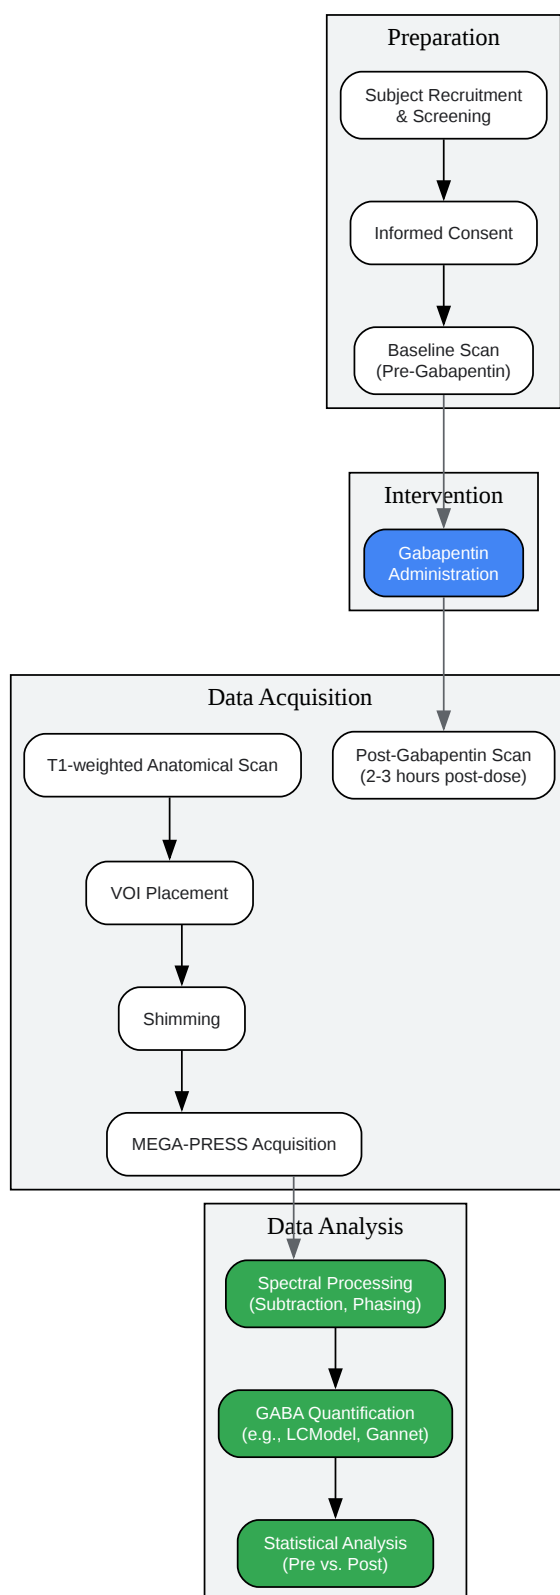 Preparation
Subject Recruitment
& Screening
Informed Consent
Baseline Scan
(Pre-Gabapentin)
Intervention
Gabapentin
Administration
Data Acquisition
T1-weighted Anatomical Scan
Post-Gabapentin Scan
(2-3 hours post-dose)
VOI Placement
Shimming
MEGA-PRESS Acquisition
Data Analysis
Spectral Processing
(Subtraction, Phasing)
GABA Quantification
(e.g., LCModel, Gannet)
Statistical Analysis
(Pre vs. Post)